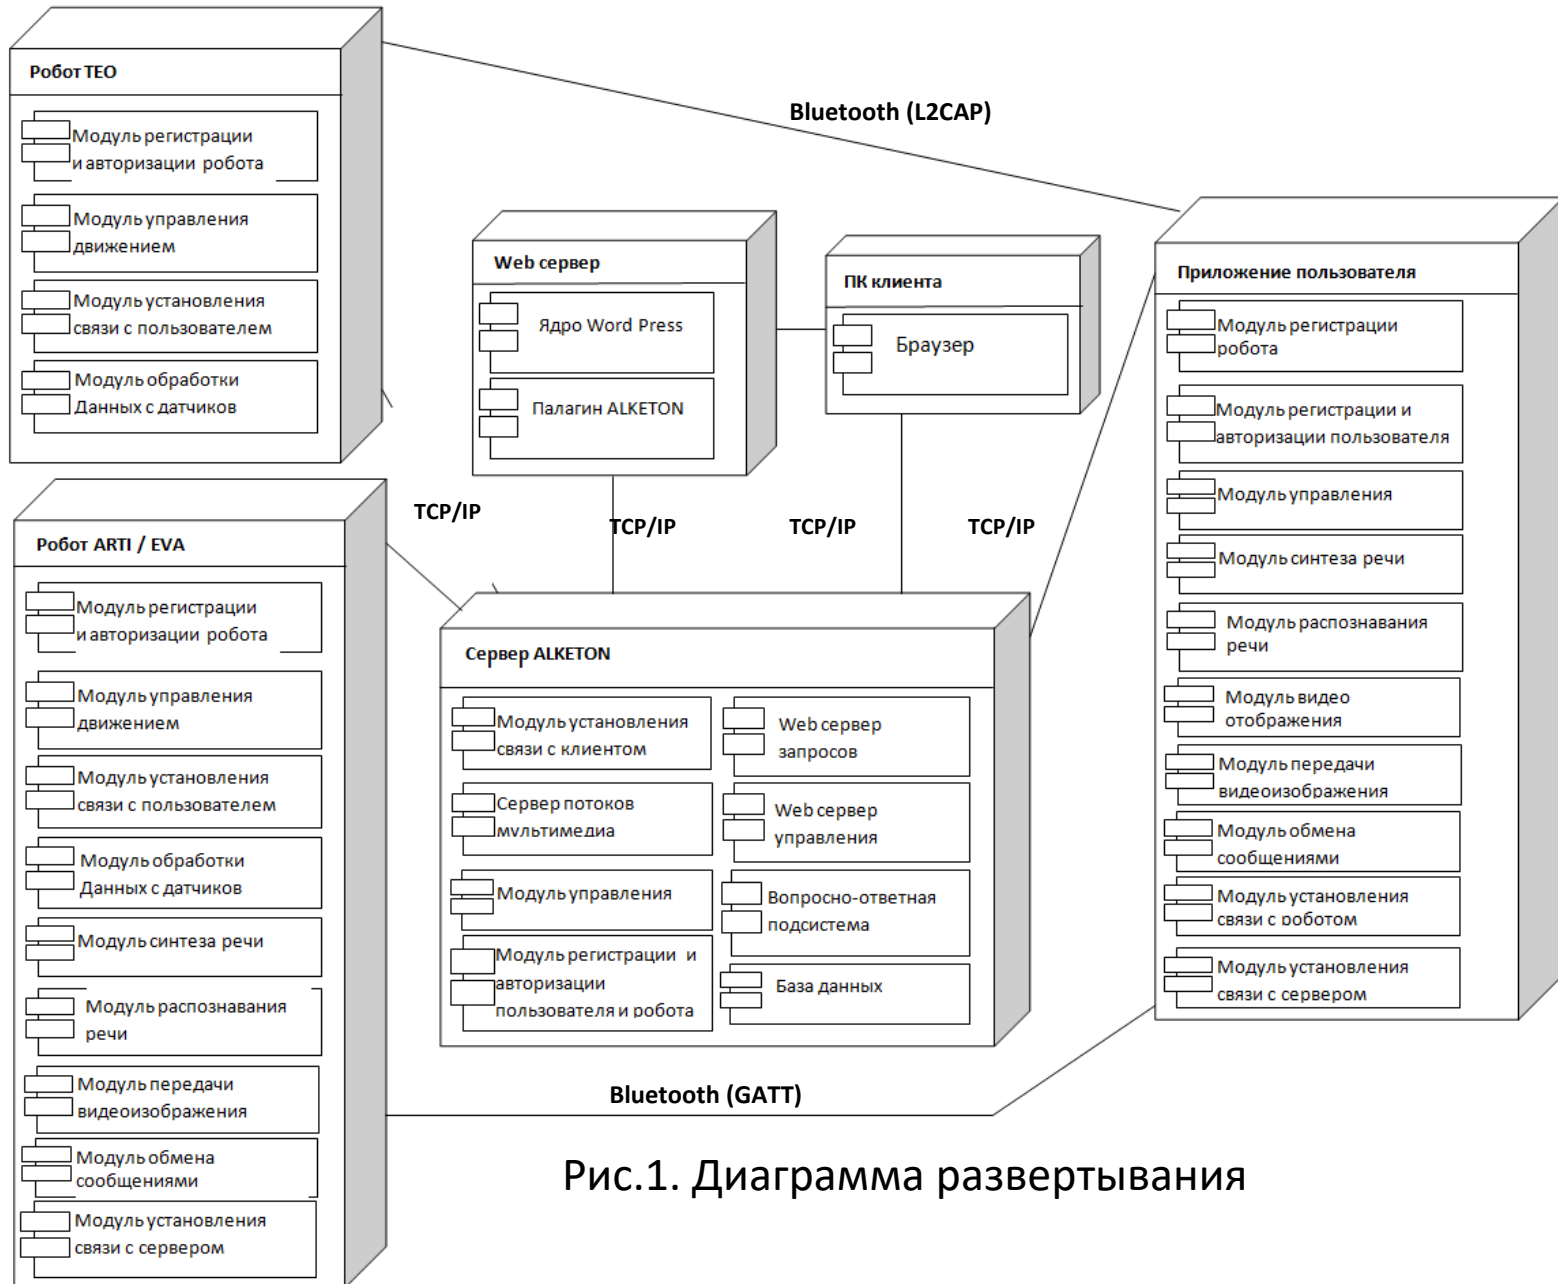 Робот TEO
Модуль регистрации
и авторизации робота
Модуль управления
движением
Модуль установления
связи с пользователем
Модуль обработки
Данных с датчиков
Bluetooth (L2CAP)
Web сервер
Ядро Word Press
Палагин ALKETON
ПК клиента
Браузер
Приложение пользователя
Модуль регистрации
робота
Модуль регистрации и
авторизации пользователя
Модуль управления
Модуль синтеза речи
Модуль распознавания
речи
Модуль видео
отображения
Модуль передачи
видеоизображения
Модуль обмена
сообщениями
Модуль установления
связи с роботом
Модуль установления
связи с сервером
TCP/IP
TCP/IP
TCP/IP
TCP/IP
Робот ARTI / EVA
Модуль регистрации
и авторизации робота
Модуль управления
движением
Модуль установления
связи с пользователем
Модуль обработки
Данных с датчиков
Модуль синтеза речи
Модуль распознавания
речи
Модуль передачи
видеоизображения
Модуль обмена
сообщениями
Модуль установления
связи с сервером
Сервер ALKETON
Модуль установления
связи с клиентом
Сервер потоков
мультимедиа
Модуль управления
Модуль регистрации и
авторизации
пользователя и робота
Web сервер
запросов
Web сервер
управления
Вопросно-ответная
подсистема
База данных
Bluetooth (GATT)
Рис.1. Диаграмма развертывания